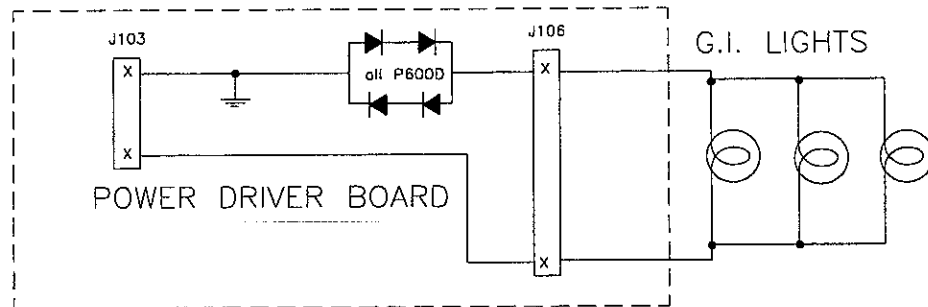 J103
J106
G.I. LIGHTS
X
all P600D
X
X
POWER DRIVER BOARD
X